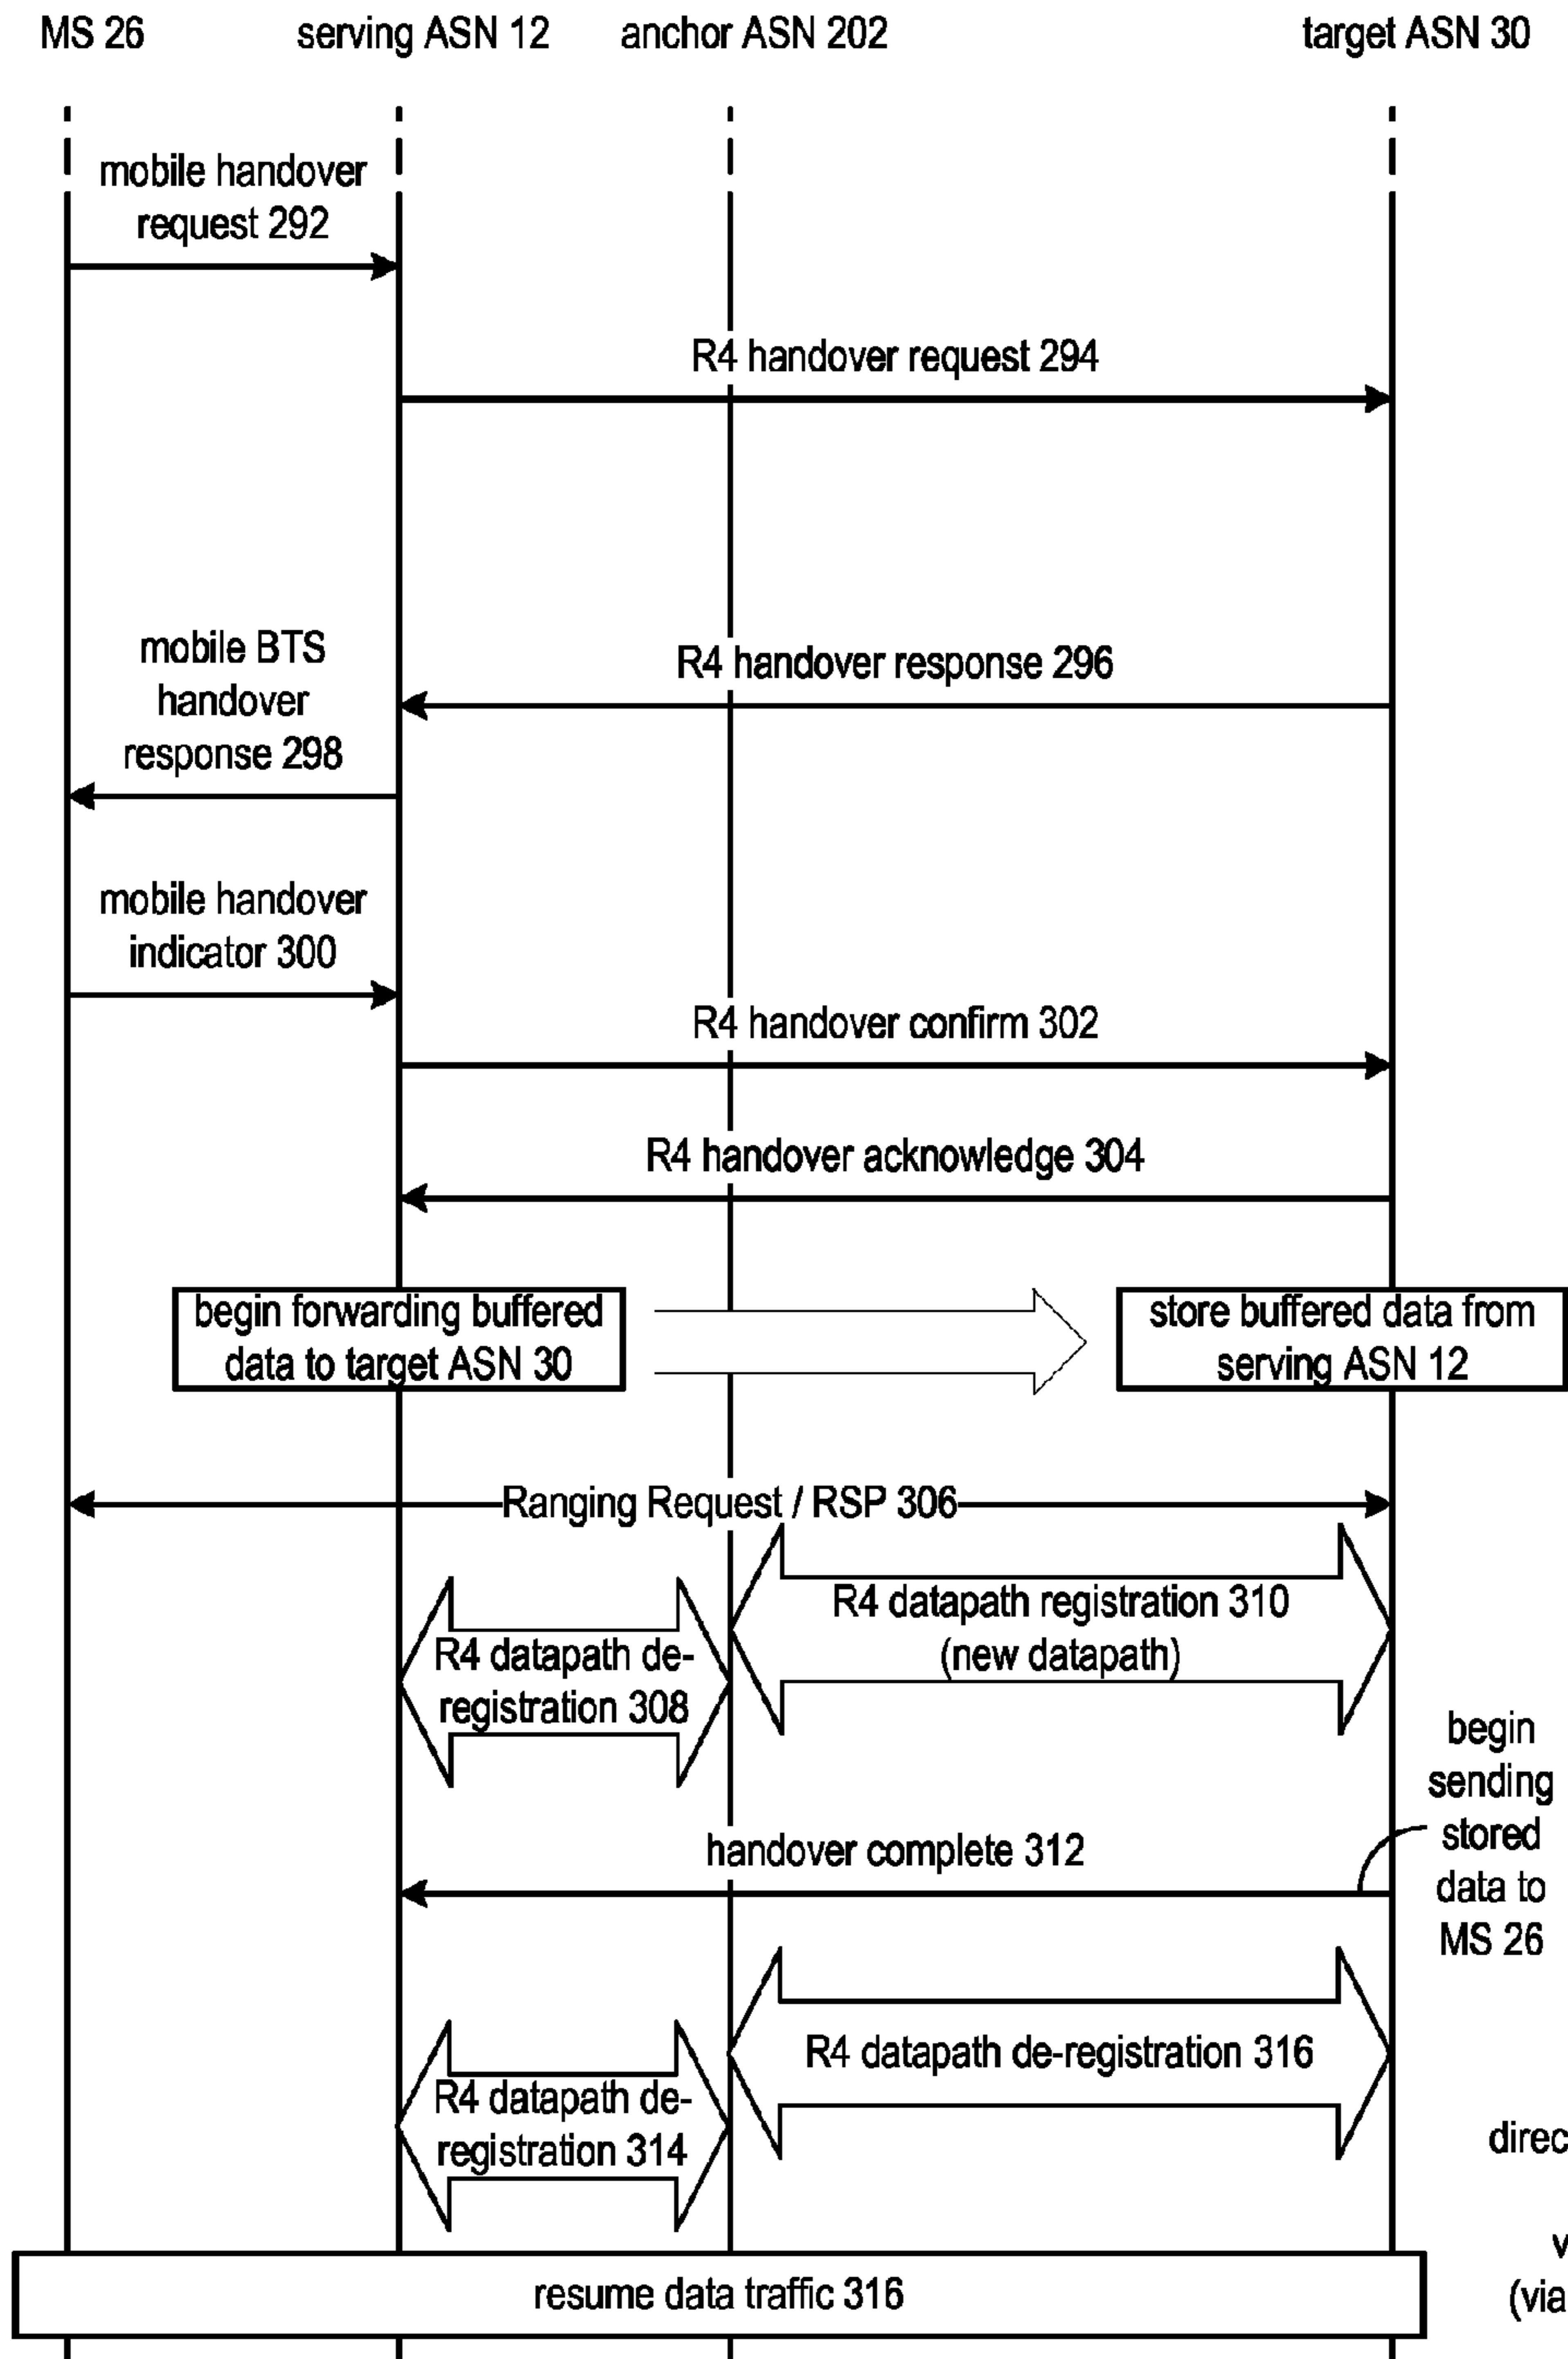 MS 26
serving ASN 12
anchor ASN 202
target ASN 30
mobile handover
request 292
R4 handover request 294
R4 handover response 296
mobile BTS
handover
response 298
mobile handover
indicator 300
R4 handover confirm 302
R4 handover acknowledge 304
begin forwarding buffered
data to target ASN 30
store buffered data from
serving ASN 12
Ranging Request / RSP 306
R4 datapath registration 310
(new datapath)
R4 datapath de-
registration 308
begin
sending
stored
data to
MS 26
handover complete 312
R4 datapath de-registration 316
R4 datapath de-
registration 314
direc
v
(via
resume data traffic 316